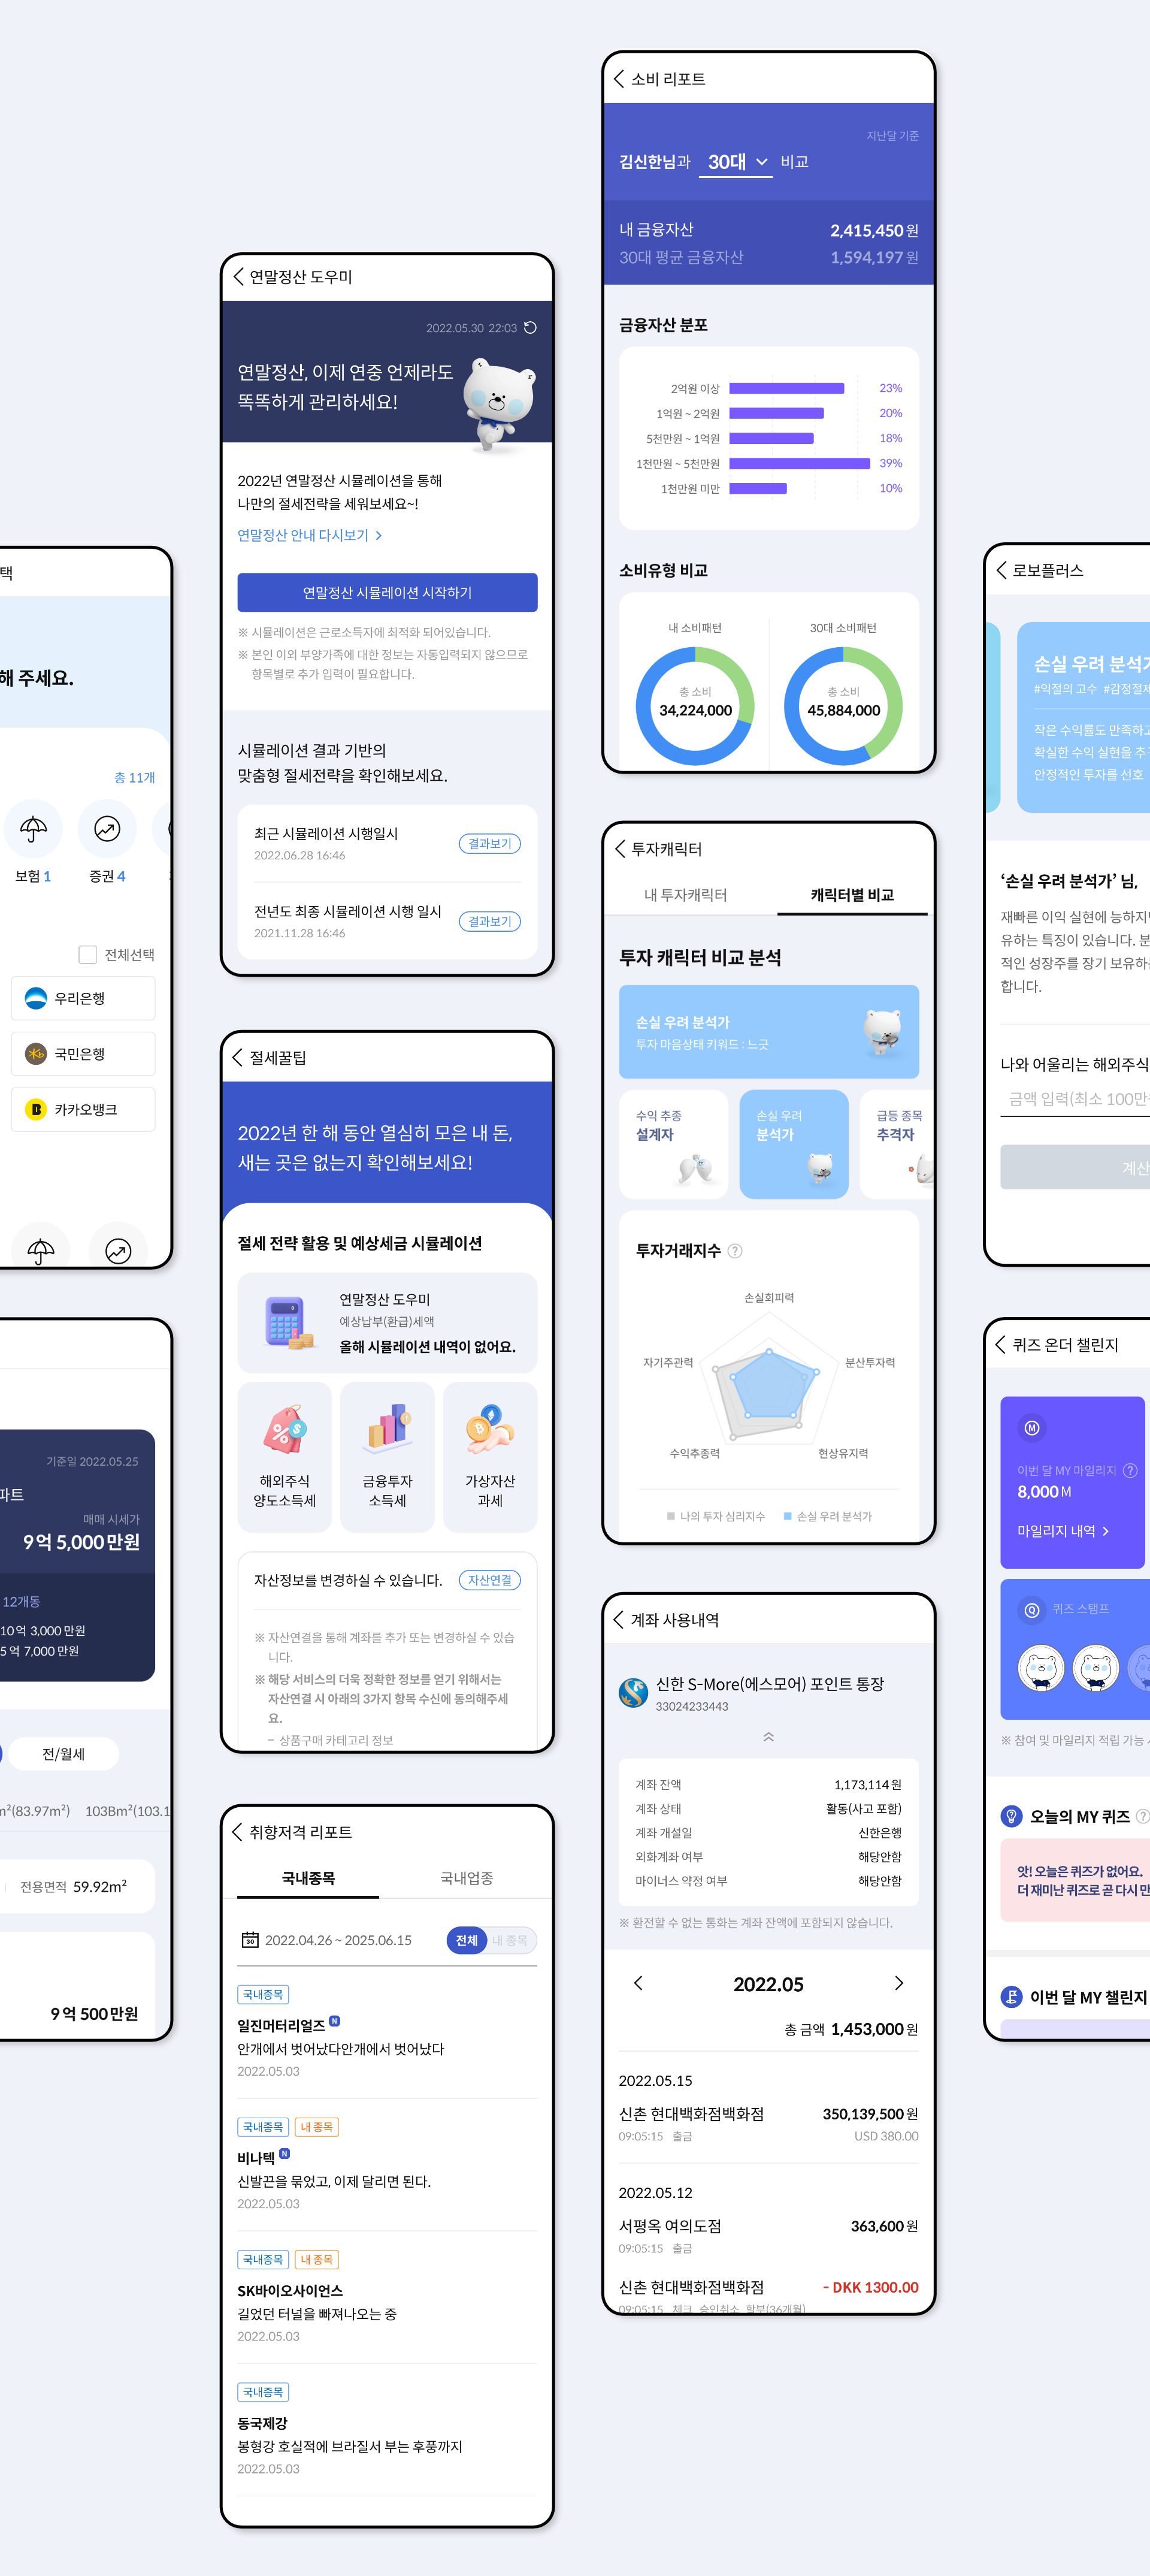 택
해 주세요.
총 11개
보험 1
증권 4
전체선택
우리은행
국민은행
카카오뱅크
기준일 2022.05.25
파트
매매 시세가
9억 5,000만원
12개동
10억 3,000 만원
5억 7,000 만원
전/월세
m²(83.97m²) 103Bm²(103.1
전용면적 59.92m²
9억 500만원
연말정산 도우미
2022.05.30 22:03
연말정산, 이제 연중 언제라도
똑똑하게 관리하세요!
2022년 연말정산 시뮬레이션을 통해
나만의 절세전략을 세워보세요~!
연말정산 안내 다시보기
연말정산 시뮬레이션 시작하기
※ 시뮬레이션은 근로소득자에 최적화 되어있습니다.
※ 본인 이외 부양가족에 대한 정보는 자동입력되지 않으므로
항목별로 추가 입력이 필요합니다.
시뮬레이션 결과 기반의
맞춤형 절세전략을 확인해보세요.
최근 시뮬레이션 시행일시
결과보기
2022.06.28 16:46
전년도 최종 시뮬레이션 시행 일시
결과보기
2021.11.28 16:46
절세꿀팁
2022년 한 해 동안 열심히 모은 내 돈,
새는 곳은 없는지 확인해보세요!
절세 전략 활용 및 예상세금 시뮬레이션
연말정산 도우미
예상납부(환급)세액
올해 시뮬레이션 내역이 없어요.
해외주식
양도소득세
금융투자
소득세
가상자산
과세
자산정보를 변경하실 수 있습니다.
자산연결
※ 자산연결을 통해 계좌를 추가 또는 변경하실 수 있습
니다.
※ 해당 서비스의 더욱 정확한 정보를 얻기 위해서는
자산연결 시 아래의 3가지 항목 수신에 동의해주세
요.
- 상품구매 카테고리 정보
취향저격 리포트
국내종목
국내업종
30
2022.04.26 ~ 2025.06.15
전체
내 종목
국내종목
일진머터리얼즈 N
안개에서 벗어났다안개에서 벗어났다
2022.05.03
국내종목 내 종목
비나텍 N
신발끈을 묶었고, 이제 달리면 된다.
2022.05.03
국내종목 내 종목
SK바이오사이언스
길었던 터널을 빠져나오는 중
2022.05.03
국내종목
동국제강
봉형강 호실적에 브라질서 부는 후풍까지
2022.05.03
소비 리포트
지난달 기준
김신한님과 30대 비교
내 금융자산 2,415,450 원
30대 평균 금융자산 1,594,197 원
금융자산 분포
2억원 이상 23%
1억원 ~ 2억원 20%
5천만원 ~ 1억원 18%
1천만원 ~ 5천만원 39%
1천만원 미만 10%
소비유형 비교
내 소비패턴
총 소비
34,224,000
30대 소비패턴
총 소비
45,884,000
투자캐릭터
내 투자캐릭터
캐릭터별 비교
투자 캐릭터 비교 분석
손실 우려 분석가
투자 마음상태 키워드 : 느긋
수익 추종
설계자
손실 우려
분석가
급등 종목
추격자
투자거래지수 ?
손실회피력
자기주관력
분산투자력
수익추종력
현상유지력
나의 투자 심리지수
손실 우려 분석가
계좌 사용내역
신한 S-More(에스모어) 포인트 통장
33024233443
계좌 잔액 1,173,114 원
계좌 상태 활동(사고 포함)
계좌 개설일 신한은행
외화계좌 여부 해당안함
마이너스 약정 여부 해당안함
※ 환전할 수 없는 통화는 계좌 잔액에 포함되지 않습니다.
2022.05
총 금액 1,453,000 원
2022.05.15
신촌 현대백화점백화점 350,139,500 원
09:05:15 출금 USD 380.00
2022.05.12
서평옥 여의도점 363,600 원
09:05:15 출금
신촌 현대백화점백화점 - DKK 1300.00
09:05:15 체크 승인취소 할부(36개월)
로보플러스
손실 우려 분석가
#익절의 고수 #감정절제
작은 수익률도 만족하고
확실한 수익 실현을 추구
안정적인 투자를 선호
‘손실 우려 분석가’ 님,
재빠른 이익 실현에 능하지만
유하는 특징이 있습니다. 분
적인 성장주를 장기 보유하
합니다.
나와 어울리는 해외주식
금액 입력(최소 100만
계산
퀴즈 온더 챌린지
M
이번 달 MY 마일리지 ?
8,000 M
마일리지 내역
Q 퀴즈 스탬프
※ 참여 및 마일리지 적립 가능
오늘의 MY 퀴즈 ?
앗! 오늘은 퀴즈가 없어요.
더 재미난 퀴즈로 곧 다시 만
이번 달 MY 챌린지